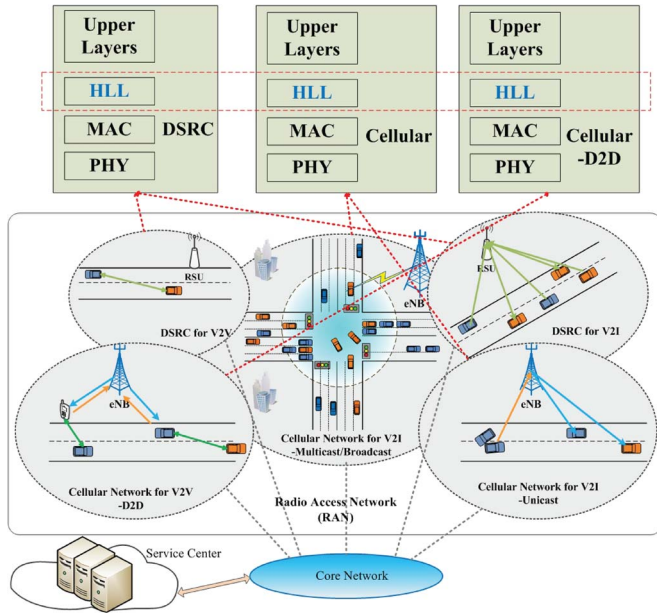 Upper
Layers
HLL
MAC
PHY
DSRC
Upper
Layers
HLL
MAC
PHY
Cellular
Upper
Layers
HLL
MAC
PHY
Cellular
-D2D
RSU
DSRC for V2V
eNB
RSU
DSRC for V2I
eNB
Cellular Network for V2V
-D2D
Cellular Network for V2I
-Multicast/Broadcast
eNB
Cellular Network for V2I
-Unicast
Radio Access Network
(RAN)
Service Center
Core Network